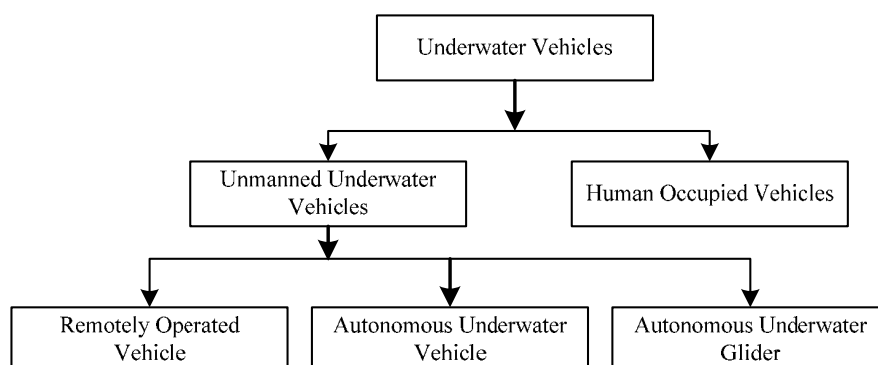 Underwater Vehicles
Unmanned Underwater
Vehicles
Human Occupied Vehicles
Remotely Operated
Vehicle
Autonomous Underwater
Vehicle
Autonomous Underwater
Glider